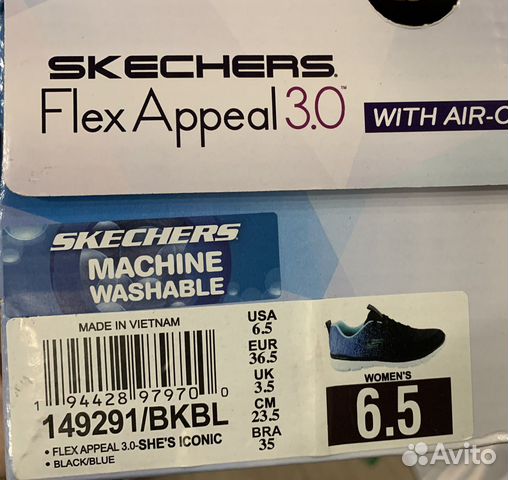 SKECHERS
Flex Appeal 3.0™
WITH AIR-
SKECHERS
MACHINE
WASHABLE
MADE IN VIETNAM
1 94428 97970 0
149291/BKBL
• FLEX APPEAL 3.0-SHE'S ICONIC
• BLACK/BLUE
USA
6.5
EUR
36.5
UK
3.5
CM
23.5
BRA
35
WOMEN'S
6.5
Avito